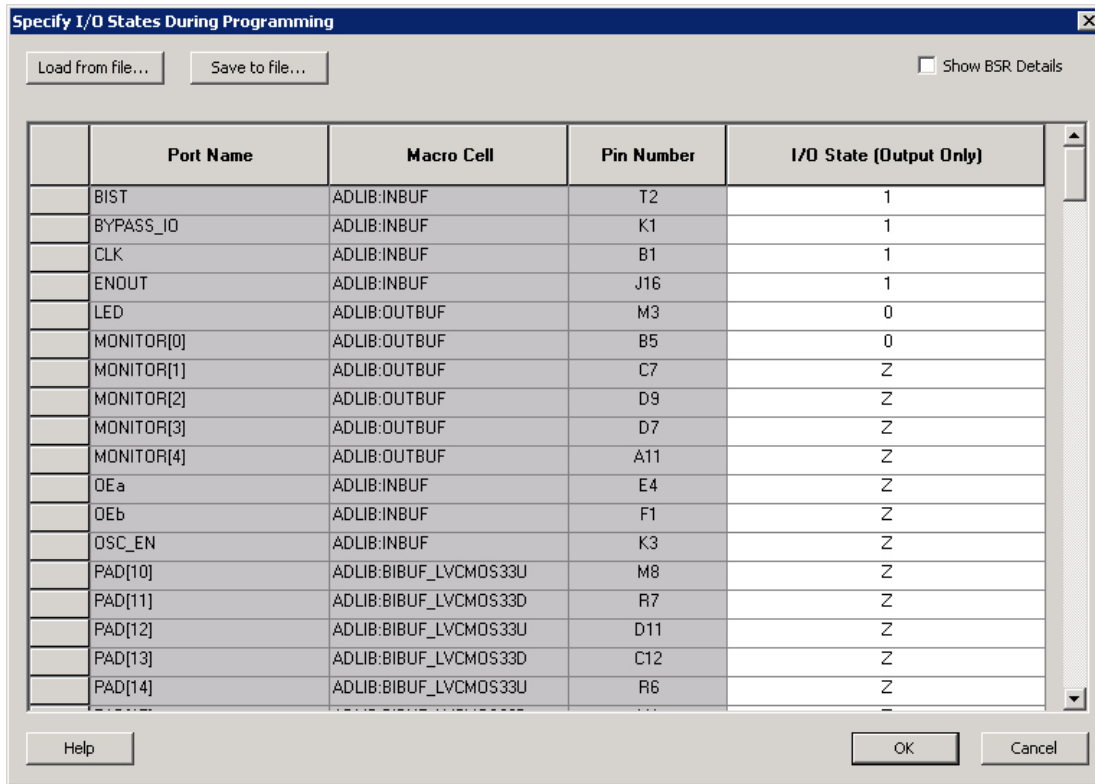 Specify I/O States During Programming
Load from file... Save to file... Show BSR Details
Port Name Macro Cell Pin Number I/O State (Output Only)
BIST ADLIB:INBUF T2 1
BYPASS_IO ADLIB:INBUF K1 1
CLK ADLIB:INBUF B1 1
ENOUT ADLIB:INBUF J16 1
LED ADLIB:OUTBUF M3 0
MONITOR[0] ADLIB:OUTBUF B5 0
MONITOR[1] ADLIB:OUTBUF C7 Z
MONITOR[2] ADLIB:OUTBUF D9 Z
MONITOR[3] ADLIB:OUTBUF D7 Z
MONITOR[4] ADLIB:OUTBUF A11 Z
OEa ADLIB:INBUF E4 Z
OEb ADLIB:INBUF F1 Z
OSC_EN ADLIB:INBUF K3 Z
PAD[10] ADLIB:BIBUF_LVCMOS33U M8 Z
PAD[11] ADLIB:BIBUF_LVCMOS33D R7 Z
PAD[12] ADLIB:BIBUF_LVCMOS33U D11 Z
PAD[13] ADLIB:BIBUF_LVCMOS33D C12 Z
PAD[14] ADLIB:BIBUF_LVCMOS33U R6 Z
Help OK Cancel